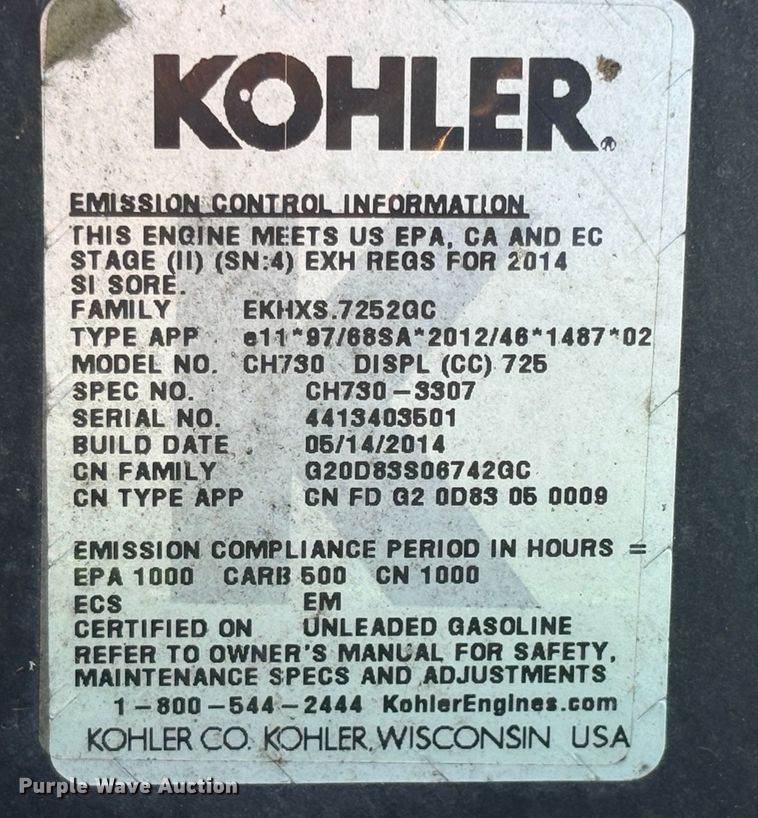 KOHLER®
EMISSION CONTROL INFORMATION
THIS ENGINE MEETS US EPA, CA AND EC
STAGE (II) (SN:4) EXH REGS FOR 2014
SI SORE.
FAMILY EKHXS.7252GC
TYPE APP e11*97/68SA*2012/46*1487*02
MODEL NO. CH730 DISPL (CC) 725
SPEC NO. CH730-3307
SERIAL NO. 4413403501
BUILD DATE 05/14/2014
CN FAMILY G20D83S06742GC
CN TYPE APP CN FD G2 0D83 05 0009
EMISSION COMPLIANCE PERIOD IN HOURS =
EPA 1000 CARB 500 CN 1000
ECS EM
CERTIFIED ON UNLEADED GASOLINE
REFER TO OWNER'S MANUAL FOR SAFETY,
MAINTENANCE SPECS AND ADJUSTMENTS
1-800-544-2444 KohlerEngines.com
KOHLER CO. KOHLER, WISCONSIN USA
Purple Wave Auction